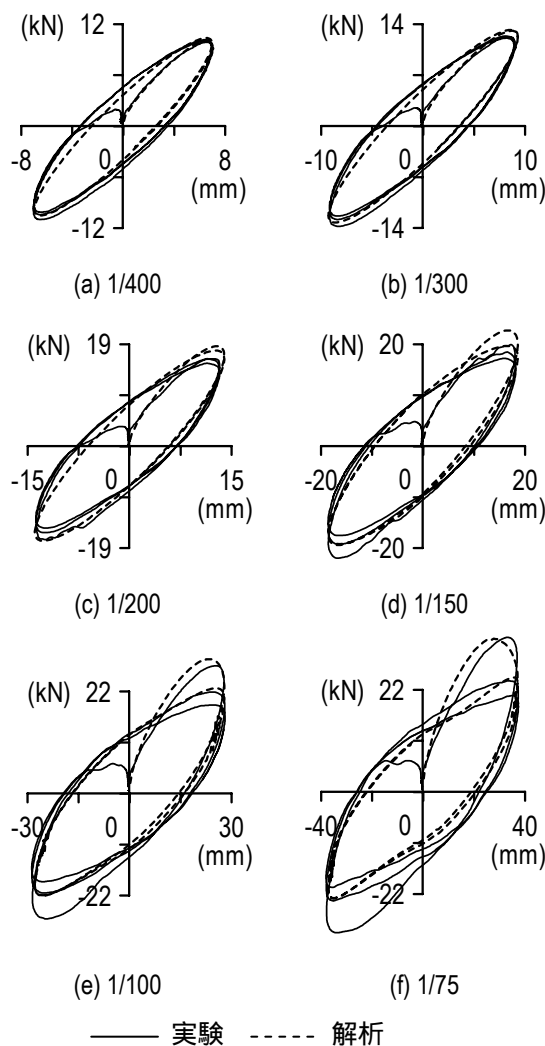 (kN) 12
-8 0 8
(mm)
-12
(a) 1/400
(kN) 14
-10 0 10
(mm)
-14
(b) 1/300
(kN) 19
-15 0 15
(mm)
-19
(c) 1/200
(kN) 20
-20 0 20
(mm)
-20
(d) 1/150
(kN) 22
-30 0 30
(mm)
-22
(e) 1/100
(kN) 22
-40 0 40
(mm)
-22
(f) 1/75
実験 解析